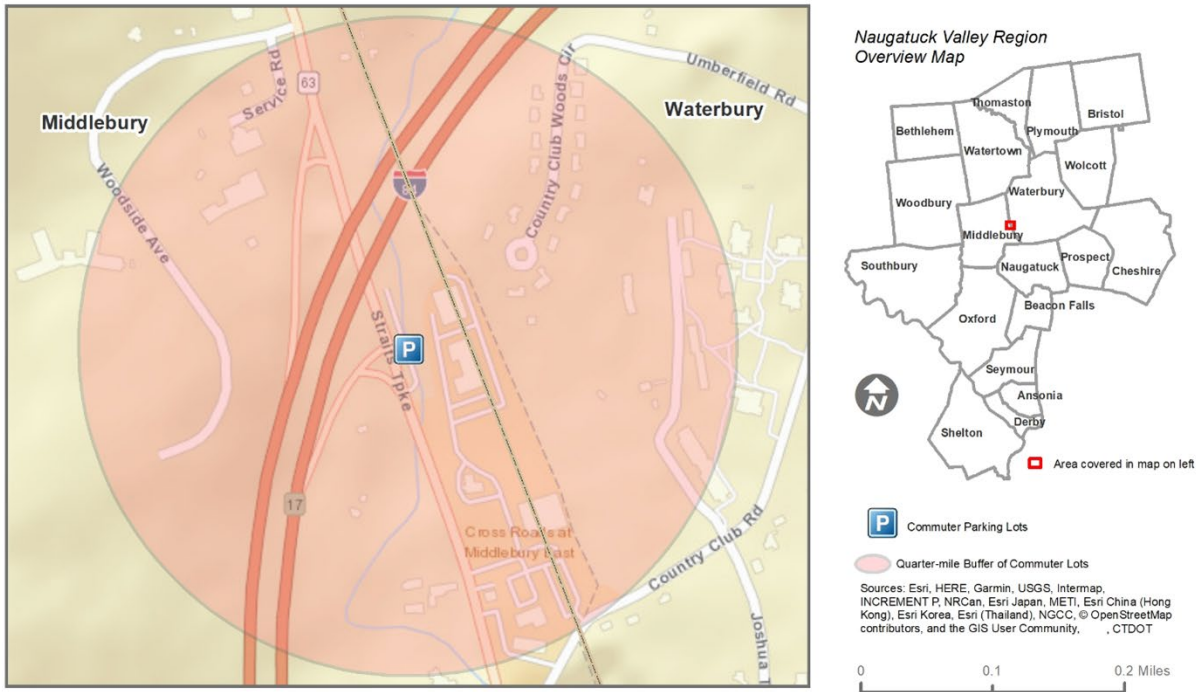 Middlebury
Service Rd
63
Woodside Ave
84
Country Club Woods Cir
Umberfield Rd
Waterbury
Straits Tpke
P
17
Cross Roads at
Middlebury East
Country Club Rd
Joshua T
Naugatuck Valley Region
Overview Map
Thomaston
Bristol
Bethlehem
Plymouth
Watertown
Wolcott
Waterbury
Woodbury
Middlebury
Southbury
Naugatuck
Prospect
Cheshire
Beacon Falls
Oxford
Seymour
Ansonia
Derby
Shelton
N
Area covered in map on left
P
Commuter Parking Lots
Quarter-mile Buffer of Commuter Lots
Sources: Esri, HERE, Garmin, USGS, Intermap,
INCREMENT P, NRCan, Esri Japan, METI, Esri China (Hong
Kong), Esri Korea, Esri (Thailand), NGCC, © OpenStreetMap
contributors, and the GIS User Community, , CTDOT
0 0.1 0.2 Miles